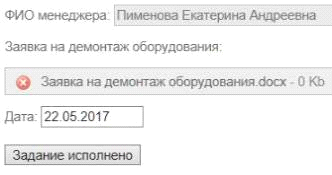 ФИО менеджера: Пименова Екатерина Андреевна
Заявка на демонтаж оборудования:
Заявка на демонтаж оборудования.docx - 0 Kb
Дата: 22.05.2017
Задание исполнено